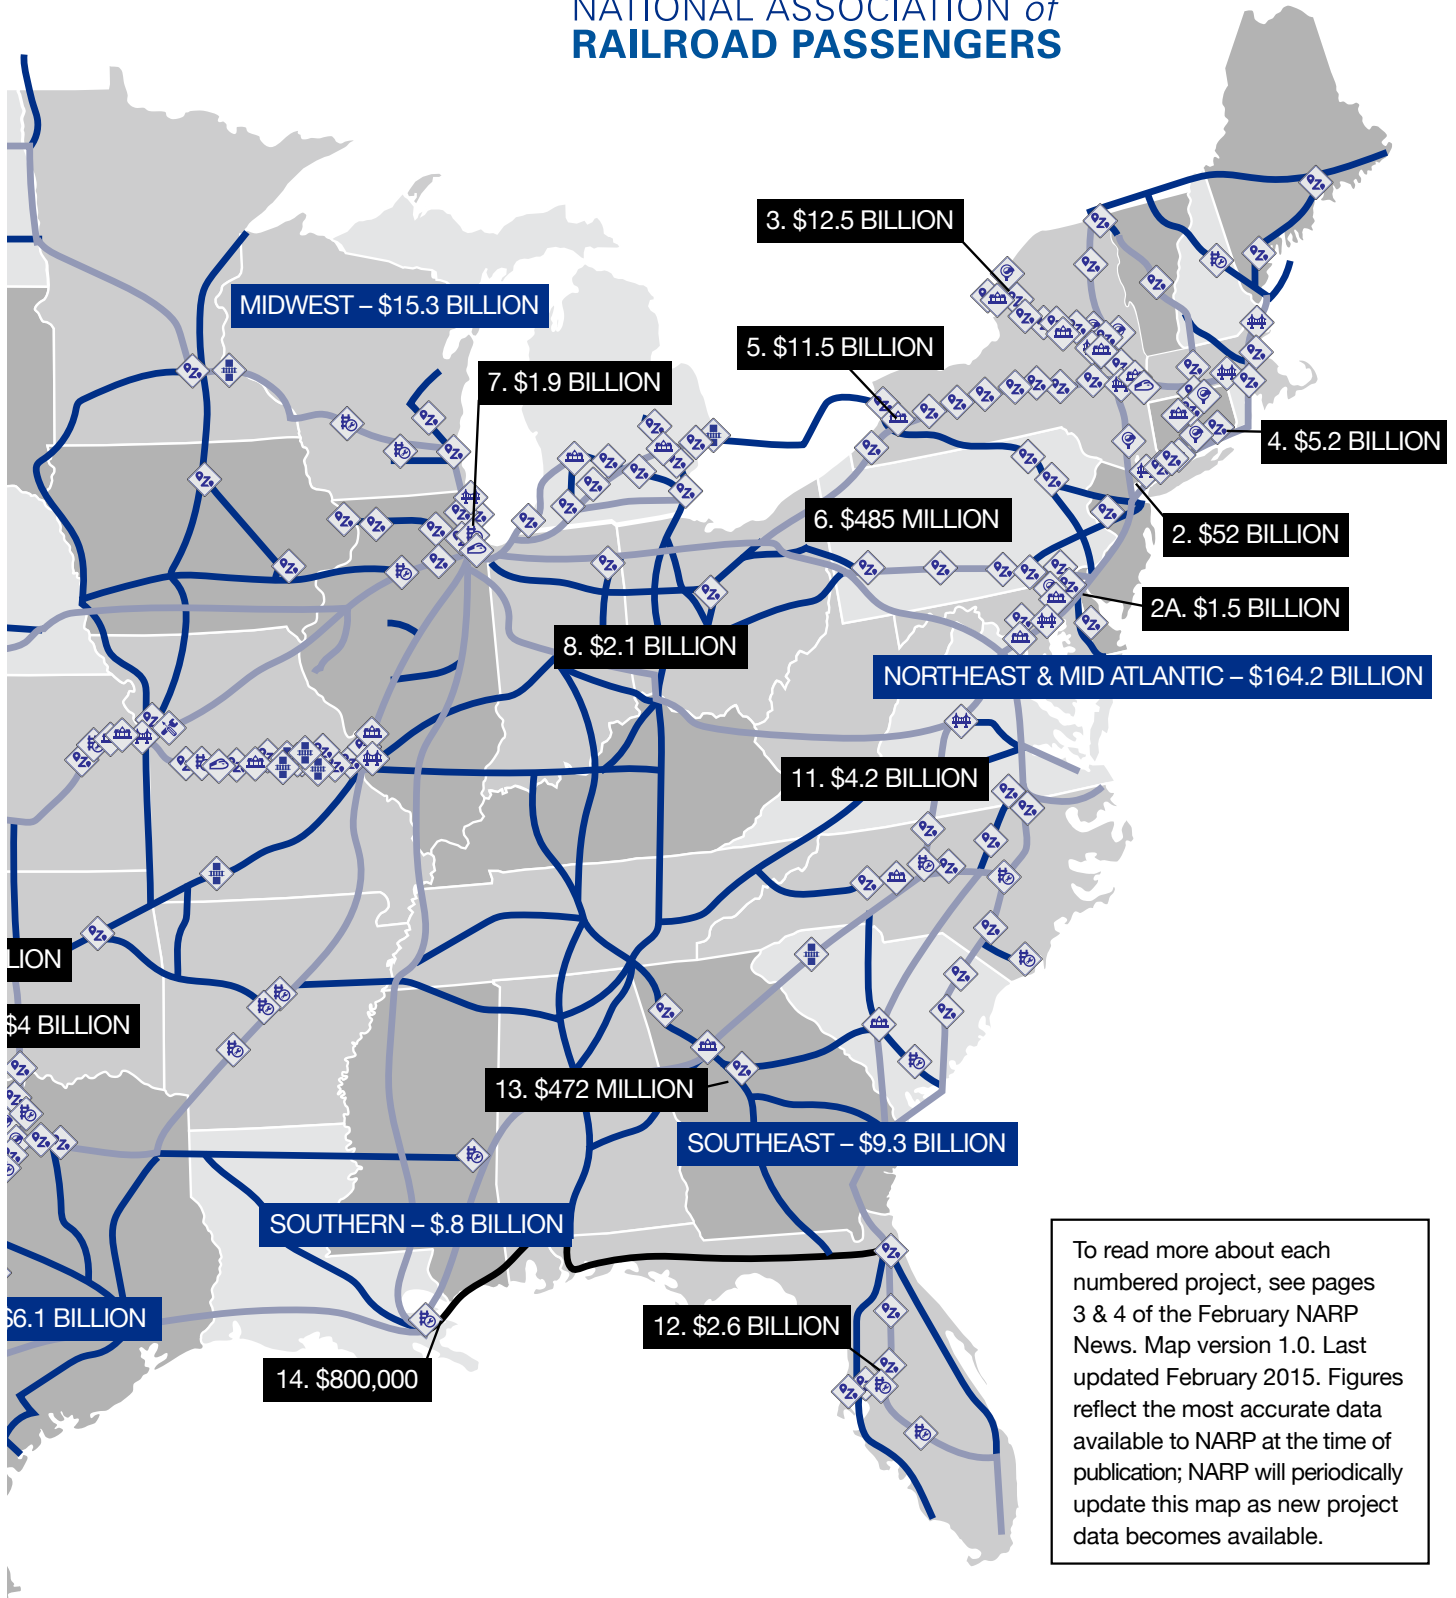 NATIONAL ASSOCIATION of
RAILROAD PASSENGERS
3. $12.5 BILLION
MIDWEST – $15.3 BILLION
5. $11.5 BILLION
7. $1.9 BILLION
4. $5.2 BILLION
6. $485 MILLION
2. $52 BILLION
2A. $1.5 BILLION
8. $2.1 BILLION
NORTHEAST & MID ATLANTIC – $164.2 BILLION
11. $4.2 BILLION
LION
$4 BILLION
13. $472 MILLION
SOUTHEAST – $9.3 BILLION
SOUTHERN – $.8 BILLION
$6.1 BILLION
12. $2.6 BILLION
14. $800,000
To read more about each
numbered project, see pages
3 & 4 of the February NARP
News. Map version 1.0. Last
updated February 2015. Figures
reflect the most accurate data
available to NARP at the time of
publication; NARP will periodically
update this map as new project
data becomes available.